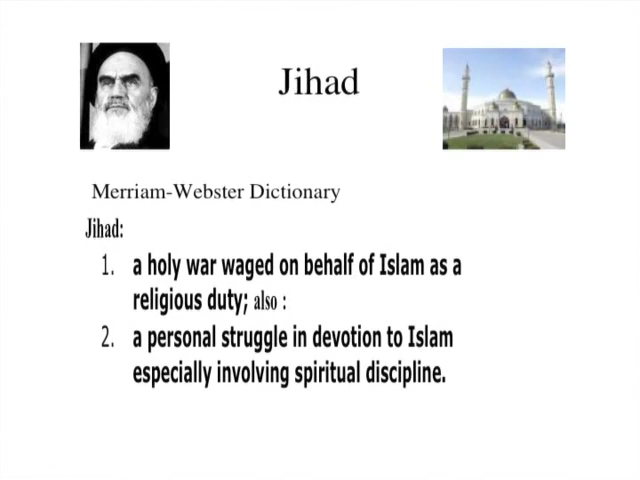 Jihad
Merriam-Webster Dictionary
Jihad:
1. a holy war waged on behalf of Islam as a
religious duty; also :
2. a personal struggle in devotion to Islam
especially involving spiritual discipline.